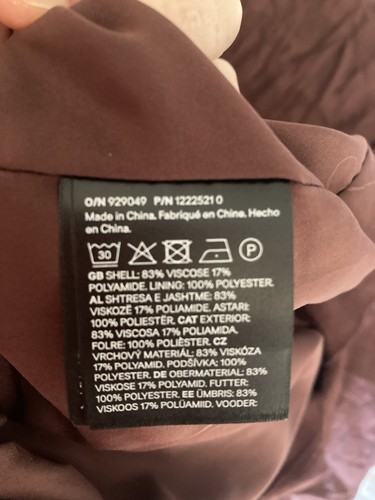 O/N 929049 P/N 1222521 0
Made in China. Fabriqué en Chine. Hecho
en China.
30
P
GB SHELL: 83% VISCOSE 17%
POLYAMIDE. LINING: 100% POLYESTER.
AL SHTRESA E JASHTME: 83%
VISKOZË 17% POLIAMIDE. ASTARI:
100% POLIESTËR. CAT EXTERIOR:
83% VISCOSA 17% POLIAMIDA.
FOLRE: 100% POLIÈSTER. CZ
VRCHOVÝ MATERIÁL: 83% VISKÓZA
17% POLYAMID. PODŠÍVKA: 100%
POLYESTER. DE OBERMATERIAL: 83%
VISKOSE 17% POLYAMID. FUTTER:
100% POLYESTER. EE ÜMBRIS: 83%
VISKOOS 17% POLÜAMIID. VOODER: